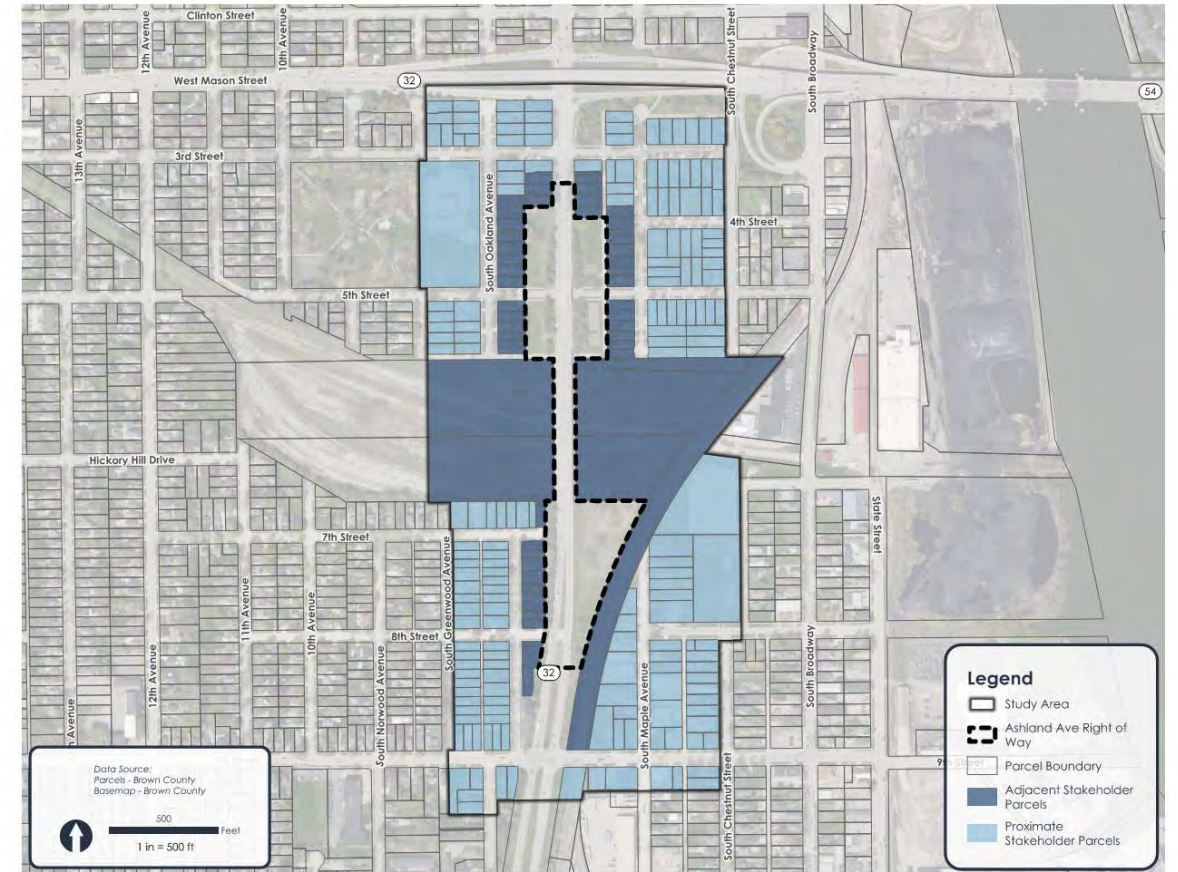 Clinton Street
12th Avenue
10th Avenue
South Chestnut Street
South Broadway
West Mason Street
32
54
13th Avenue
3rd Street
South Oakland Avenue
4th Street
5th Street
Hickory Hill Drive
State Street
7th Street
South Greenwood Avenue
11th Avenue
10th Avenue
8th Street
12th Avenue
South Norwood Avenue
32
South Maple Avenue
South Broadway
Avenue
South Chestnut Street
Legend
Study Area
Ashland Ave Right of
Way
Parcel Boundary
Adjacent Stakeholder
Parcels
Proximate
Stakeholder Parcels
Data Source:
Parcels - Brown County
Basemap - Brown County
500
Feet
1 in = 500 ft